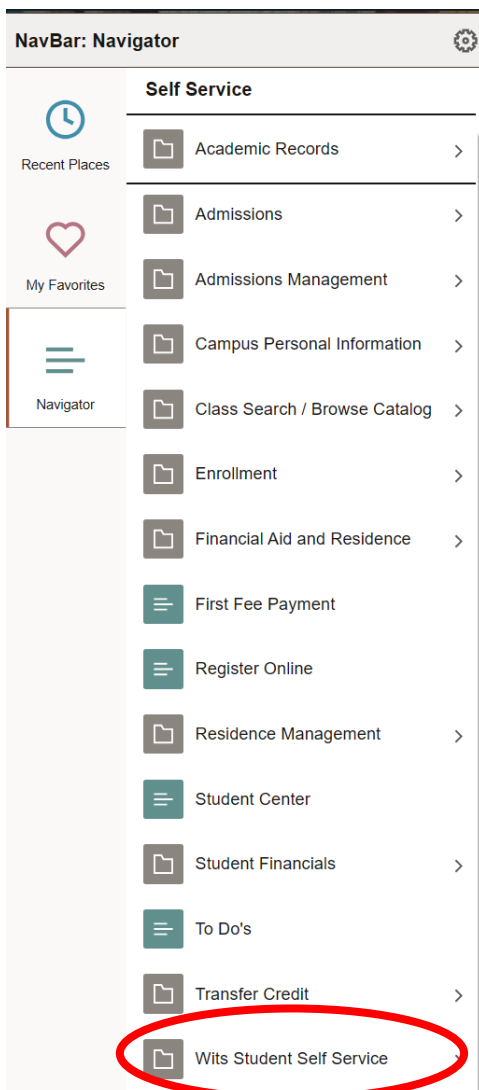 NavBar: Navigator
Recent Places
My Favorites
Navigator
Self Service
Academic Records
Admissions
Admissions Management
Campus Personal Information
Class Search / Browse Catalog
Enrollment
Financial Aid and Residence
First Fee Payment
Register Online
Residence Management
Student Center
Student Financials
To Do's
Transfer Credit
Wits Student Self Service